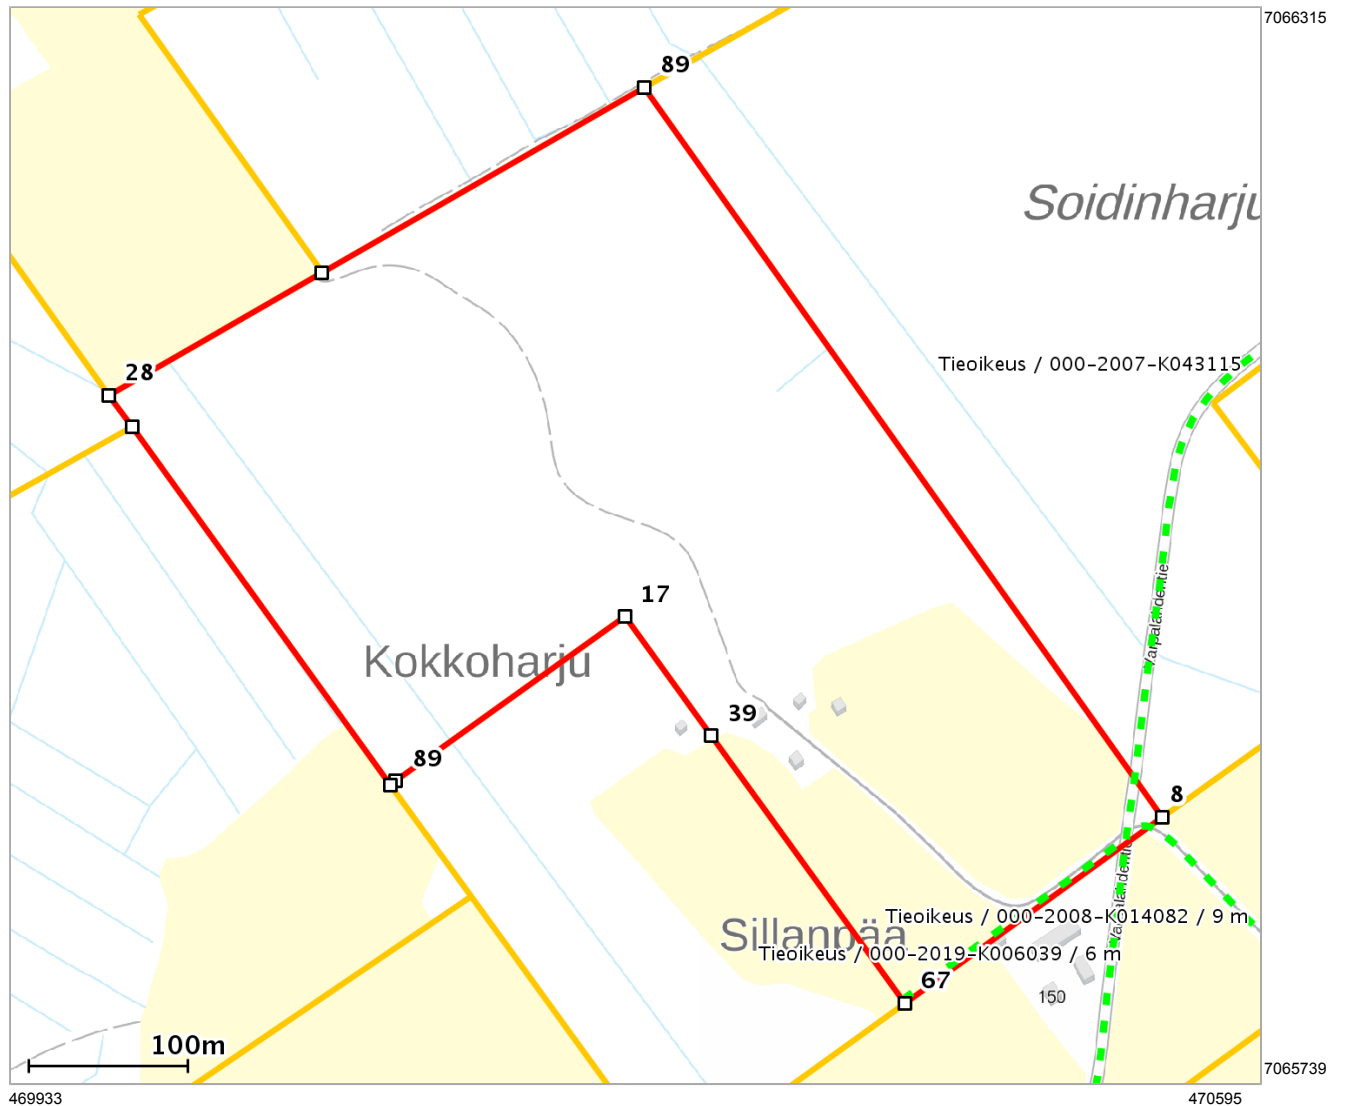 7066315
89
Soidinharju
Tieoikeus / 000-2007-K043115
28
Varpalahdentie
17
Kokkoharju
39
89
8
Tieoikeus / 000-2008-K014082 / 9 m
Sillanpää
Tieoikeus / 000-2019-K006039 / 6 m
67
150
100m
7065739
469933
470595